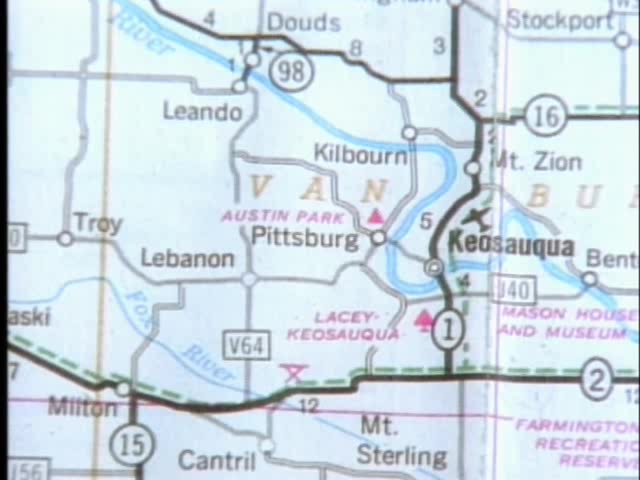 4
Douds
Stockport
River
1
8
3
1
98
Leando
2
16
Kilbourn
Mt. Zion
VAN BU
AUSTIN PARK
5
Troy
Pittsburg
Keosauqua
Lebanon
Bent
4
J40
Fox
LACEY-
KEOSAUQUA
MASON HOUSE
AND MUSEUM
aski
1
V64
River
7
2
12
12
Milton
Mt.
Sterling
FARMINGTON
RECREATIO
RESERVE
15
Cantril
J56